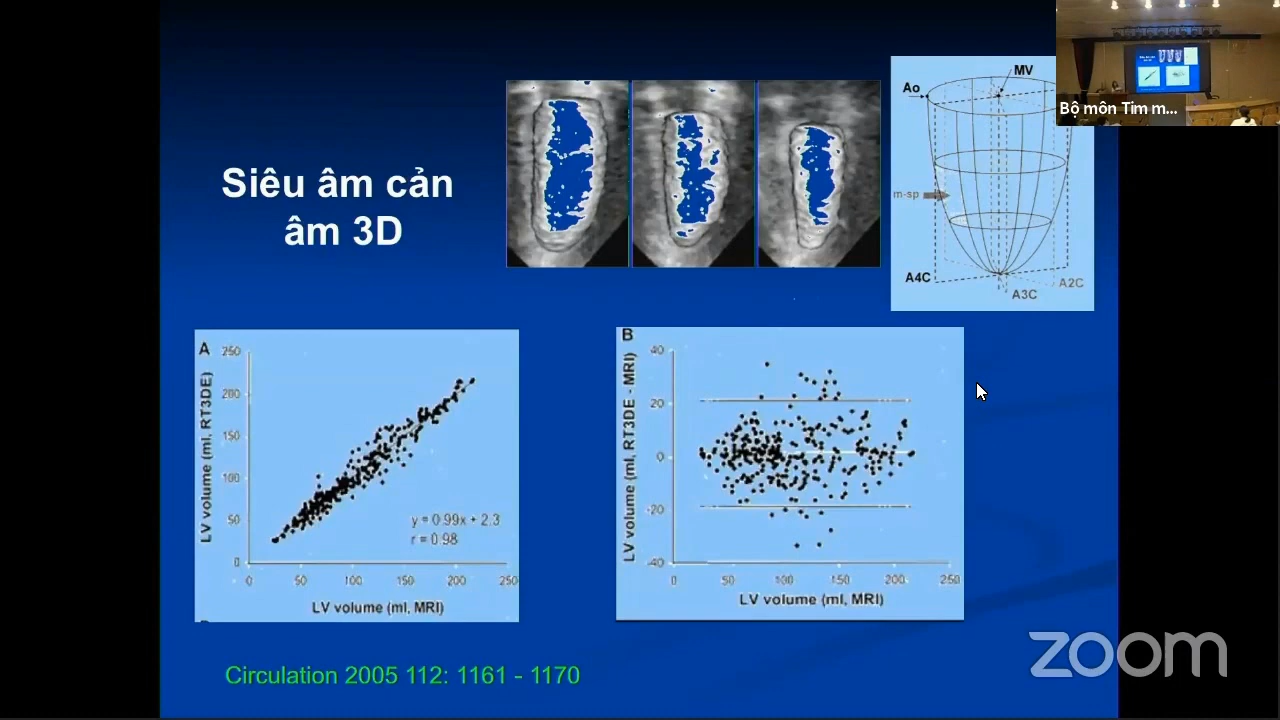 Siêu âm cản
âm 3D
MV
Ao
m-sp
A4C
A3C
A2C
Bộ môn Tim m...
A
LV volume (ml, RT3DE)
250
200
150
100
50
0
y = 0.99x + 2.3
r = 0.98
0 50 100 150 200 250
LV volume (ml, MRI)
B
LV volume (ml, RT3DE - MRI)
40
20
0
-20
-40
0 50 100 150 200 250
LV volume (ml, MRI)
Circulation 2005 112: 1161 - 1170
zoom